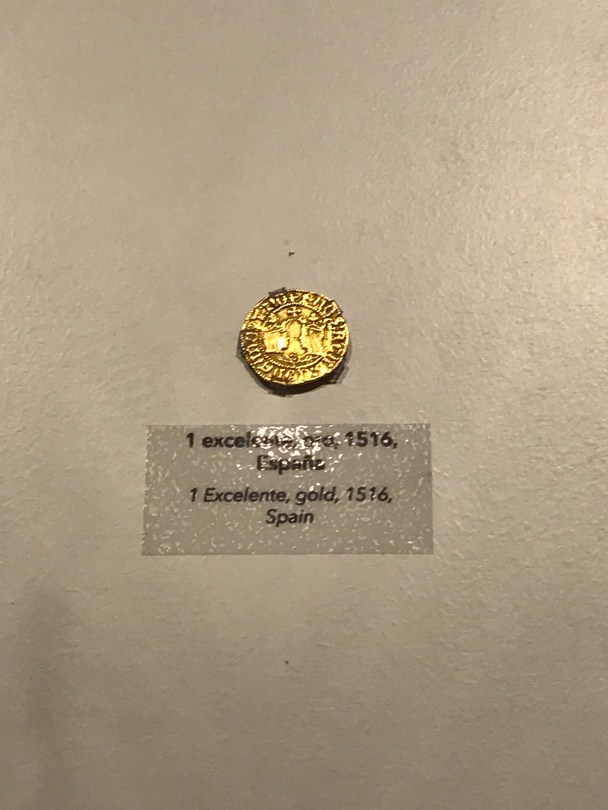 1 excelente, oro, 1516,
España
1 Excelente, gold, 1516,
Spain